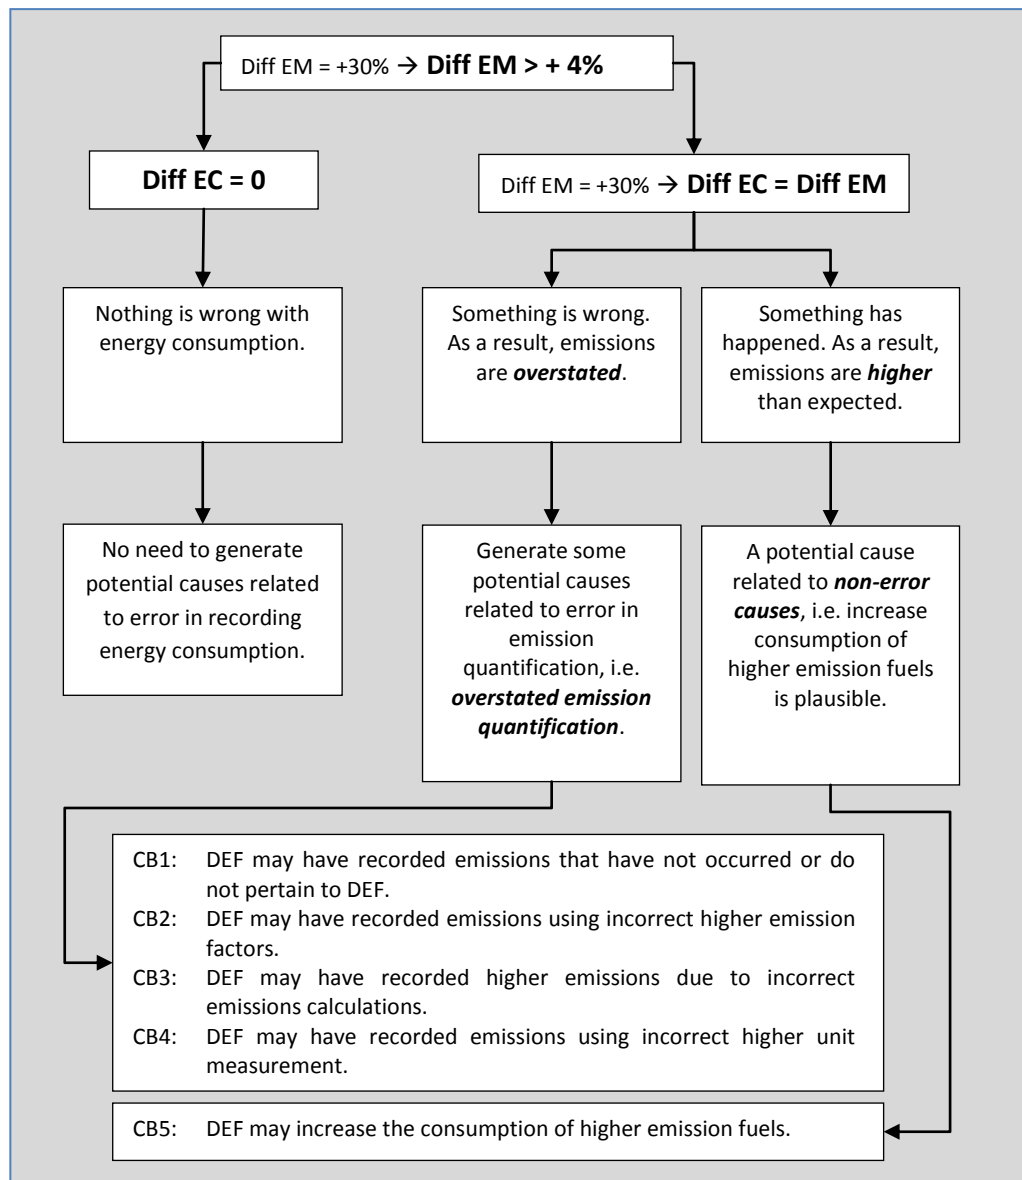 Diff EM = +30% → Diff EM > + 4%
Diff EC = 0
Diff EM = +30% → Diff EC = Diff EM
Nothing is wrong with
energy consumption.
Something is wrong.
As a result, emissions
are overstated.
Something has
happened. As a result,
emissions are higher
than expected.
No need to generate
potential causes related
to error in recording
energy consumption.
Generate some
potential causes
related to error in
emission
quantification, i.e.
overstated emission
quantification.
A potential cause
related to non-error
causes, i.e. increase
consumption of
higher emission fuels
is plausible.
CB1: DEF may have recorded emissions that have not occurred or do
not pertain to DEF.
CB2: DEF may have recorded emissions using incorrect higher emission
factors.
CB3: DEF may have recorded higher emissions due to incorrect
emissions calculations.
CB4: DEF may have recorded emissions using incorrect higher unit
measurement.
CB5: DEF may increase the consumption of higher emission fuels.